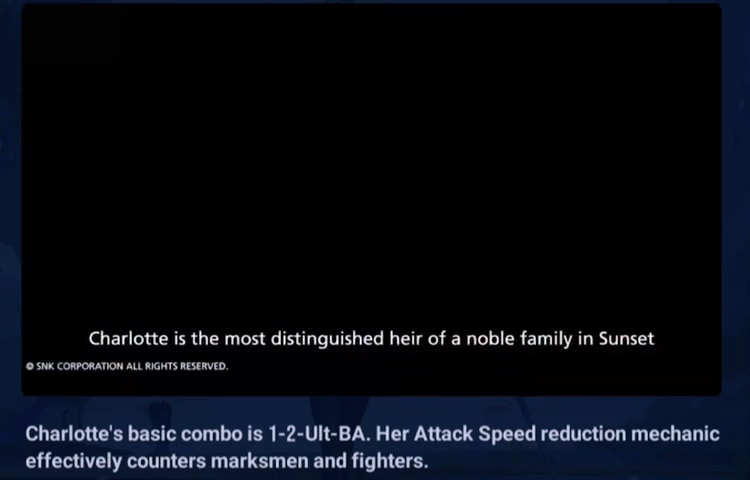 Charlotte is the most distinguished heir of a noble family in Sunset
© SNK CORPORATION ALL RIGHTS RESERVED.
Charlotte's basic combo is 1-2-Ult-BA. Her Attack Speed reduction mechanic
effectively counters marksmen and fighters.